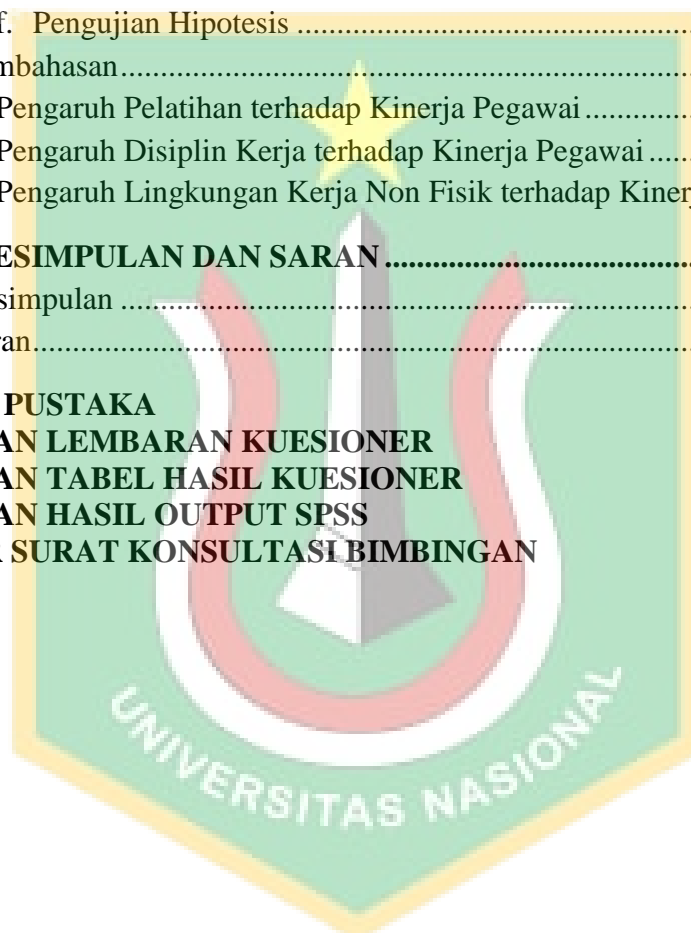 f. Pengujian Hipotesis ......................................................
mbahasan..............................................................................
Pengaruh Pelatihan terhadap Kinerja Pegawai ................
Pengaruh Disiplin Kerja terhadap Kinerja Pegawai ......
Pengaruh Lingkungan Kerja Non Fisik terhadap Kiner
ESIMPULAN DAN SARAN ........................................
simpulan ..............................................................................
ran..........................................................................................
PUSTAKA
AN LEMBARAN KUESIONER
AN TABEL HASIL KUESIONER
AN HASIL OUTPUT SPSS
SURAT KONSULTASI BIMBINGAN
UNIVERSITAS NASIONAL